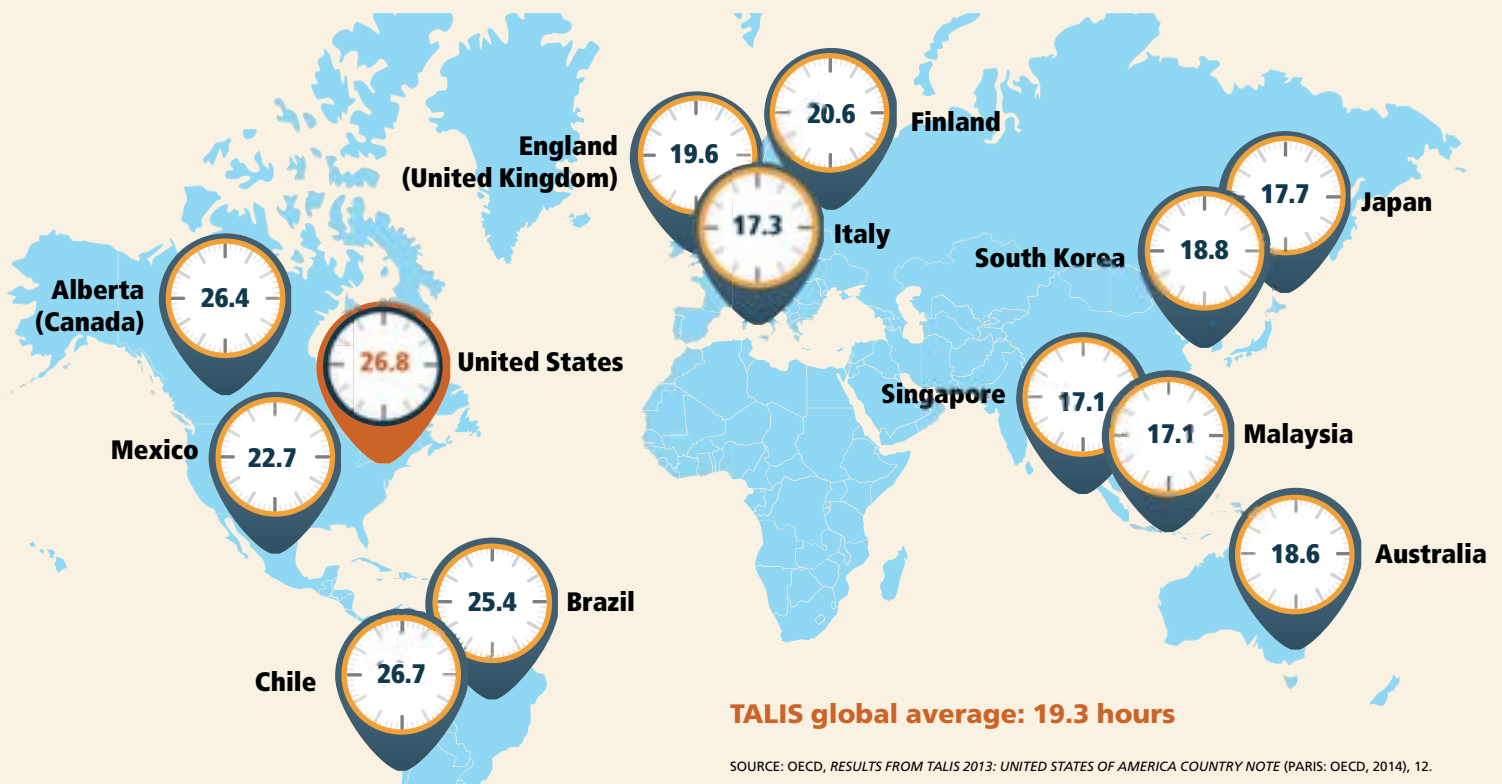 20.6
Finland
England
(United Kingdom)
19.6
17.3
Italy
17.7
Japan
18.8
South Korea
Alberta
(Canada)
26.4
26.8
United States
Singapore
17.1
17.1
Malaysia
Mexico
22.7
18.6
Australia
25.4
Brazil
Chile
26.7
TALIS global average: 19.3 hours
SOURCE: OECD, RESULTS FROM TALIS 2013: UNITED STATES OF AMERICA COUNTRY NOTE (PARIS: OECD, 2014), 12.